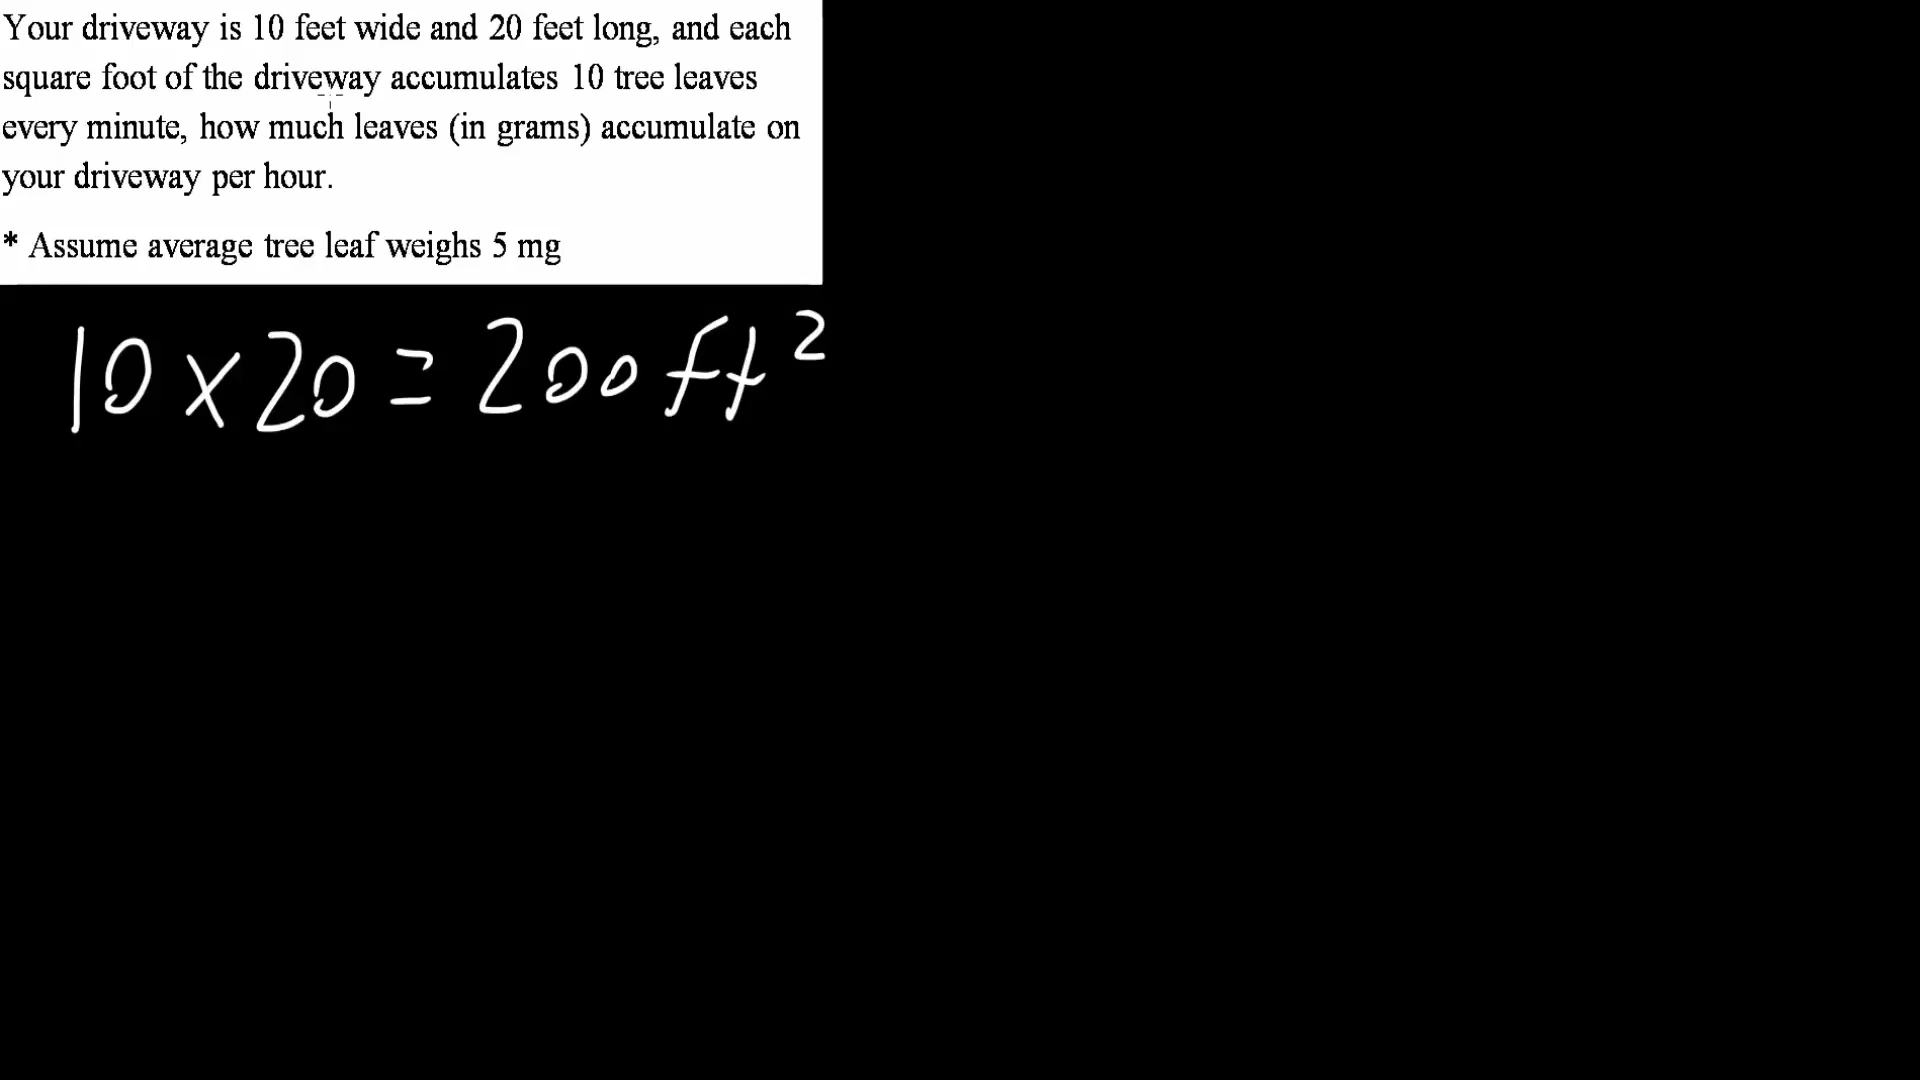 Your driveway is 10 feet wide and 20 feet long, and each
square foot of the driveway accumulates 10 tree leaves
every minute, how much leaves (in grams) accumulate on
your driveway per hour.
* Assume average tree leaf weighs 5 mg
10 x 20 = 200 ft²